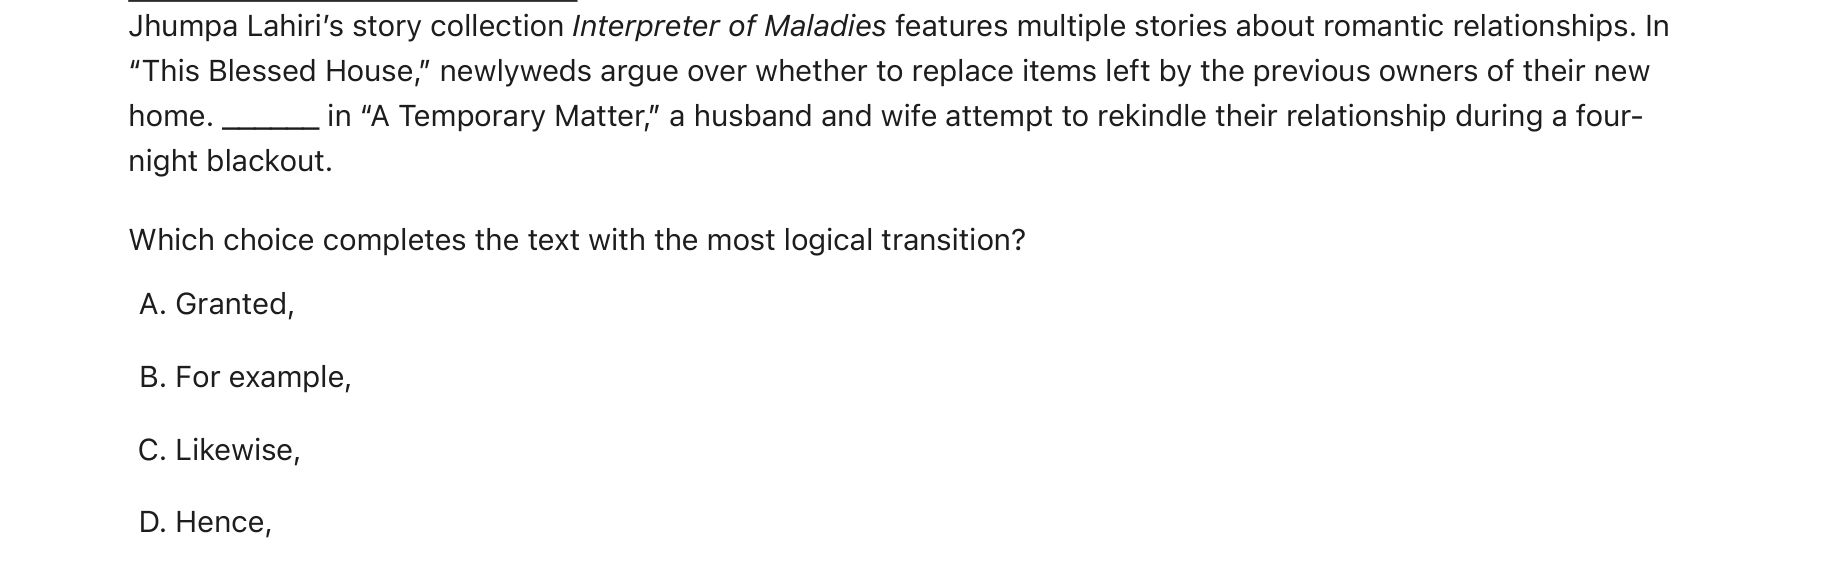 Jhumpa Lahiri’s story collection Interpreter of Maladies features multiple stories about romantic relationships. In
“This Blessed House,” newlyweds argue over whether to replace items left by the previous owners of their new
home. ______ in “A Temporary Matter,” a husband and wife attempt to rekindle their relationship during a four-
night blackout.
Which choice completes the text with the most logical transition?
A. Granted,
B. For example,
C. Likewise,
D. Hence,